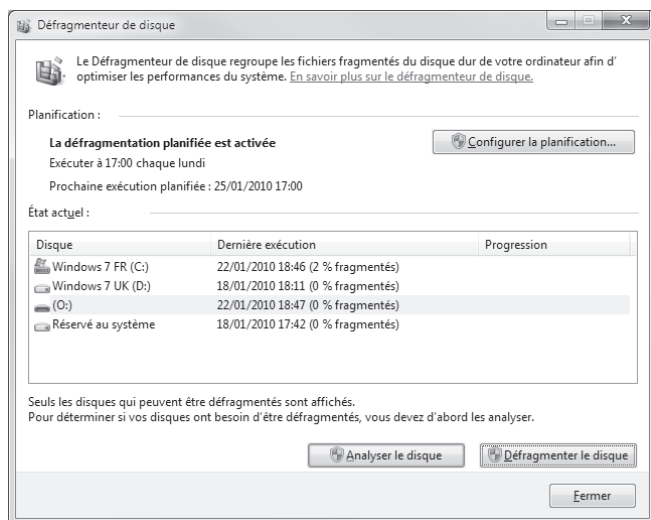 Défragmenteur de disque
Le Défragmenteur de disque regroupe les fichiers fragmentés du disque dur de votre ordinateur afin d'
optimiser les performances du système. En savoir plus sur le défragmenteur de disque.
Planification :
La défragmentation planifiée est activée
Configurer la planification...
Exécuter à 17:00 chaque lundi
Prochaine exécution planifiée : 25/01/2010 17:00
État actuel :
Disque Dernière exécution Progression
Windows 7 FR (C:) 22/01/2010 18:46 (2 % fragmentés)
Windows 7 UK (D:) 18/01/2010 18:11 (0 % fragmentés)
(O:) 22/01/2010 18:47 (0 % fragmentés)
Réservé au système 18/01/2010 17:42 (0 % fragmentés)
Seuls les disques qui peuvent être défragmentés sont affichés.
Pour déterminer si vos disques ont besoin d'être défragmentés, vous devez d'abord les analyser.
Analyser le disque Défragmenter le disque
Fermer